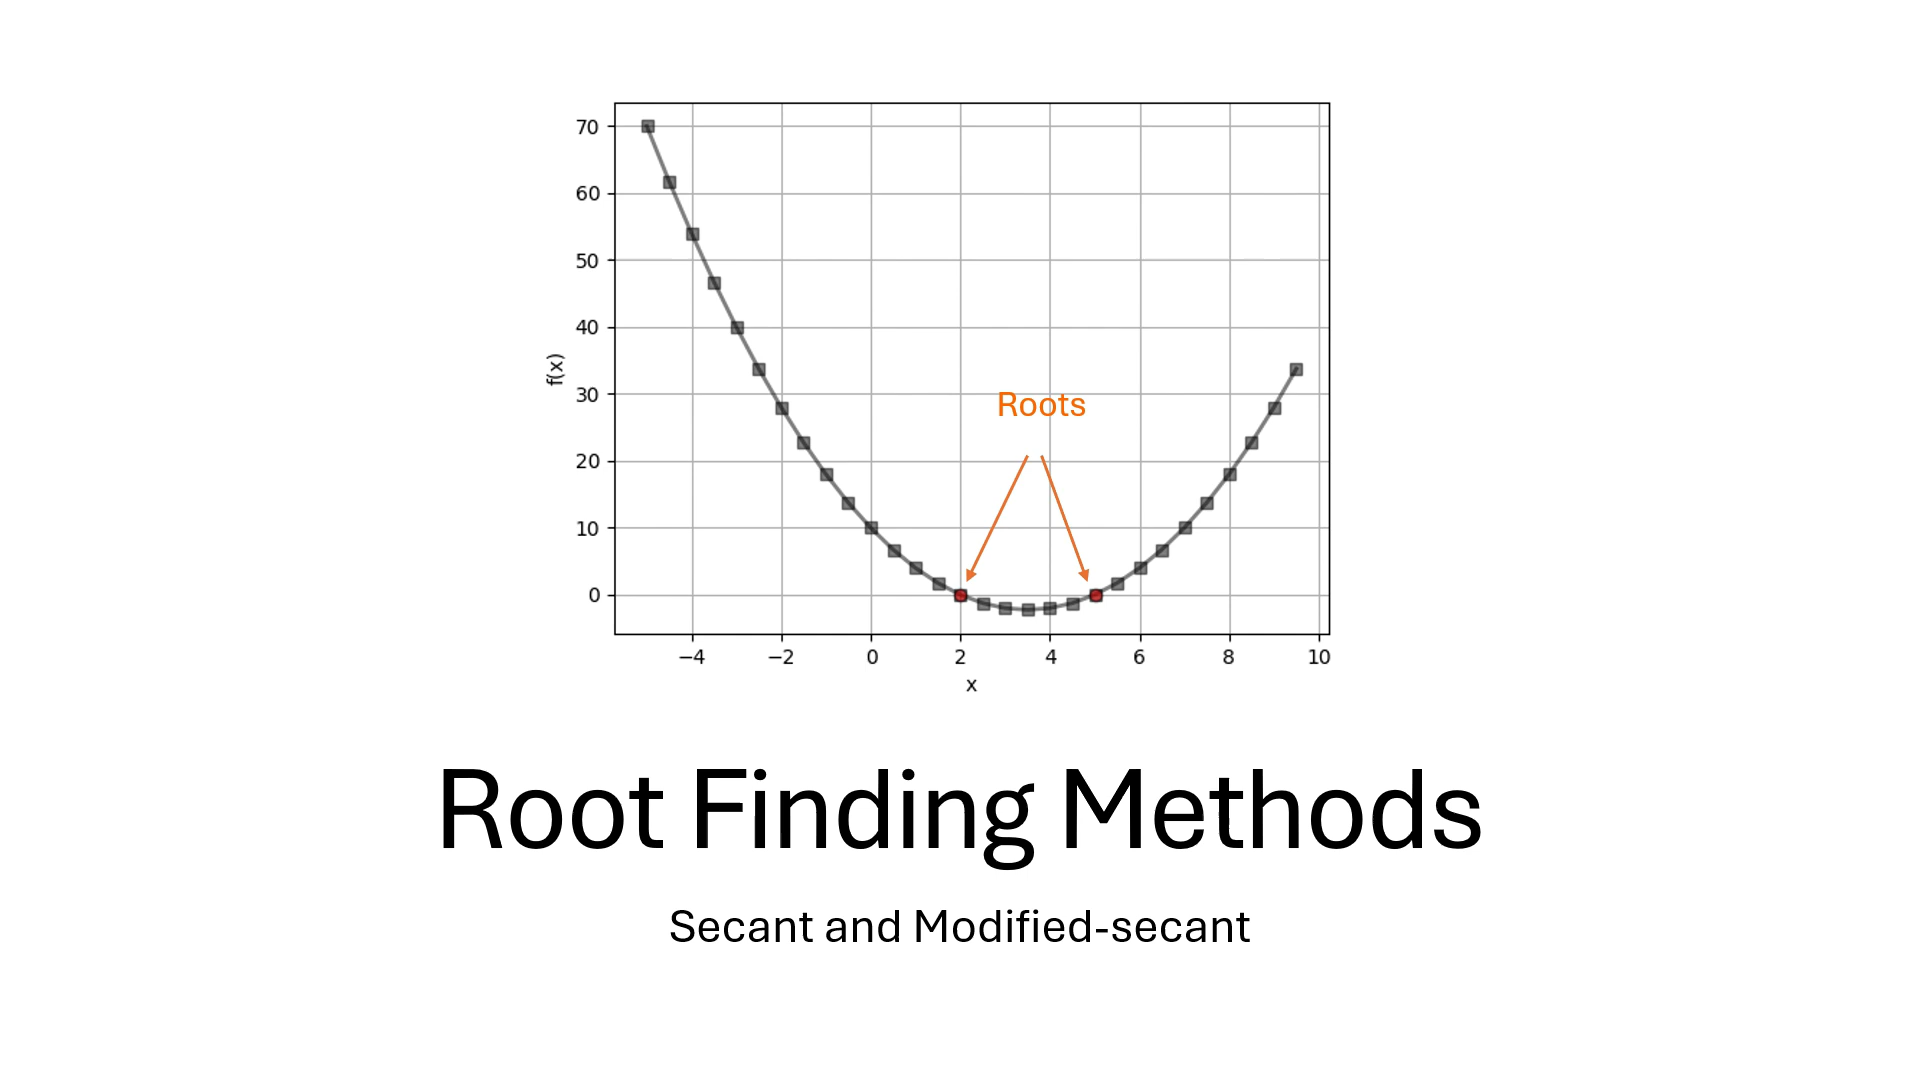 70
60
50
40
30
20
10
0
f(x)
Roots
−4 −2 0 2 4 6 8 10
x
Root Finding Methods
Secant and Modified-secant